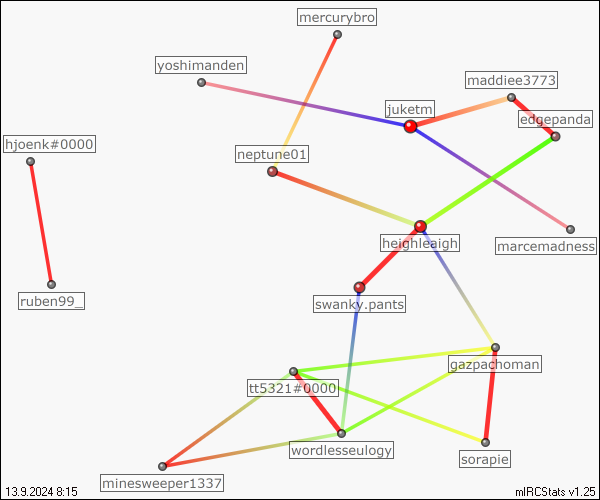 mercurybro
yoshimanden
maddiee3773
juketm
edgepanda
hjoenk#0000
neptune01
heighleaigh
marcemadness
ruben99_
swanky.pants
gazpachoman
tt5321#0000
wordlesseulogy
sorapie
minesweeper1337
13.9.2024 8:15
mIRCStats v1.25